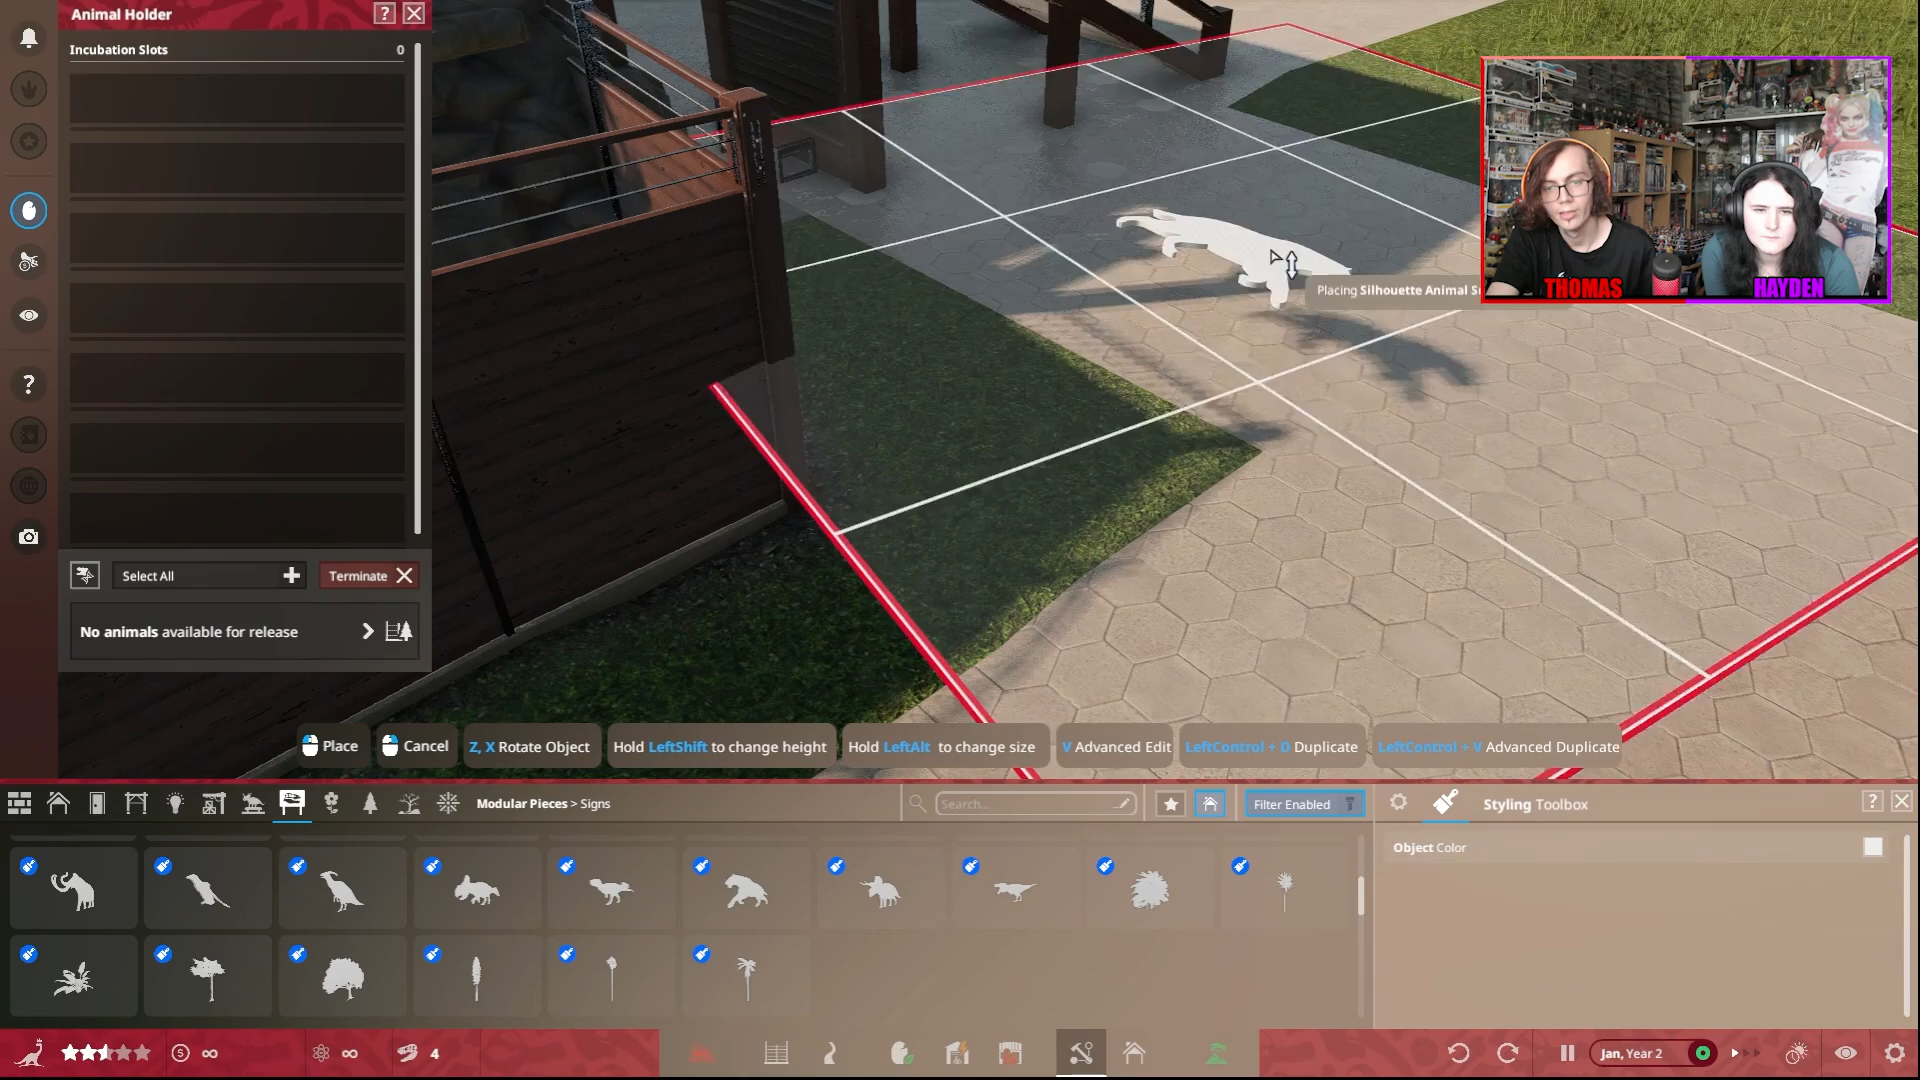 Animal Holder
?
Incubation Slots 0
Select All
Terminate
No animals available for release
?
Placing Silhouette Animal
THOMAS
HAYDEN
Place
Cancel
Z, X Rotate Object
Hold LeftShift to change height
Hold LeftAlt to change size
V Advanced Edit
LeftControl + D Duplicate
LeftControl + V Advanced Duplicate
Modular Pieces > Signs
Search...
Filter Enabled
Styling Toolbox
?
Object Color
∞
∞
4
Jan, Year 2